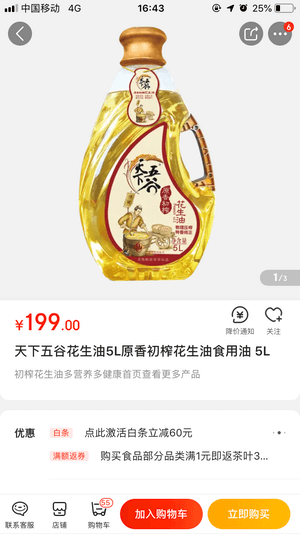 中国移动 4G 16:43 25%
6
天下五谷
花生油
5L
1/3
¥199.00
降价通知 关注
天下五谷花生油5L原香初榨花生油食用油 5L
初榨花生油多营养多健康首页查看更多产品
优惠 白条 点此激活白条立减60元
满额返券 购买食品部分品类满1元即返茶叶3...
55
联系客服 店铺 购物车 加入购物车 立即购买